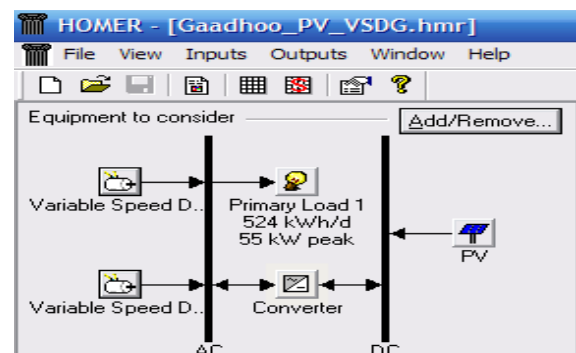 HOMER - [Gaadhoo_PV_VSDG.hmr]
File View Inputs Outputs Window Help
Equipment to consider
Add/Remove...
Variable Speed D..
Primary Load 1
524 kWh/d
55 kW peak
PV
Variable Speed D..
Converter
AC
DC